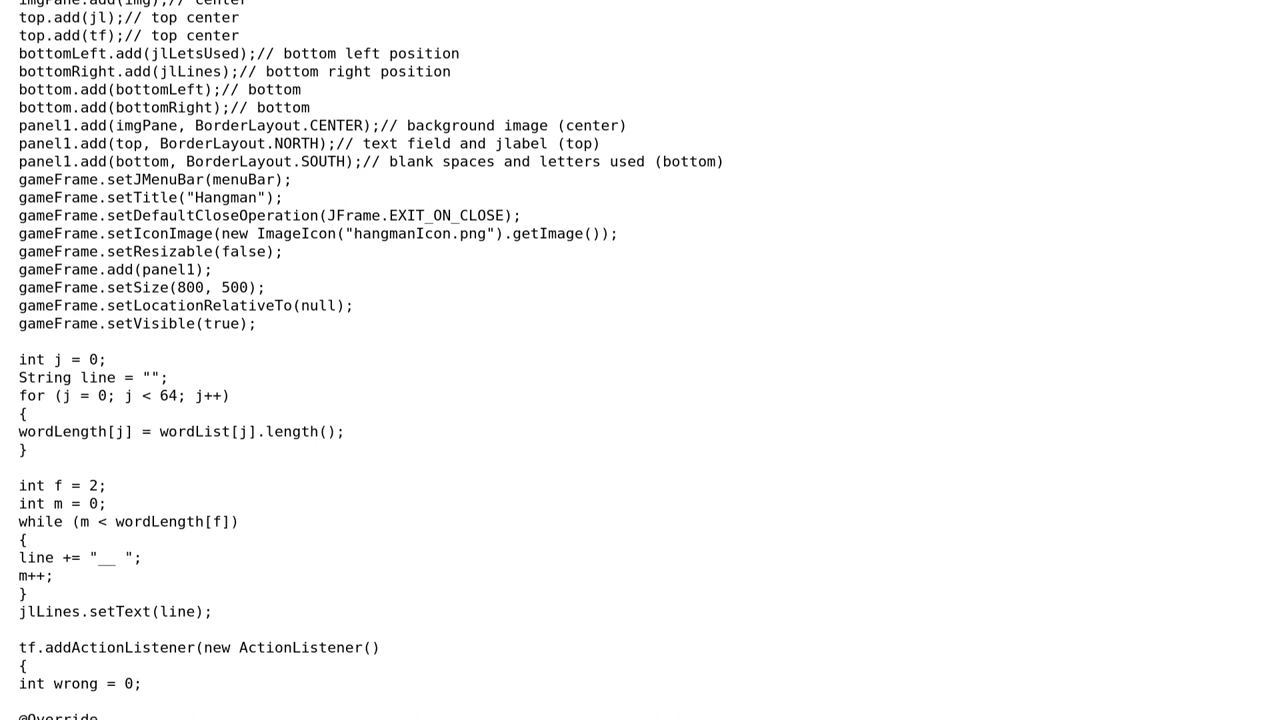 imgPane.add(img);// center
top.add(jl);// top center
top.add(tf);// top center
bottomLeft.add(jlLetsUsed);// bottom left position
bottomRight.add(jlLines);// bottom right position
bottom.add(bottomLeft);// bottom
bottom.add(bottomRight);// bottom
panel1.add(imgPane, BorderLayout.CENTER);// background image (center)
panel1.add(top, BorderLayout.NORTH);// text field and jlabel (top)
panel1.add(bottom, BorderLayout.SOUTH);// blank spaces and letters used (bottom)
gameFrame.setJMenuBar(menuBar);
gameFrame.setTitle("Hangman");
gameFrame.setDefaultCloseOperation(JFrame.EXIT_ON_CLOSE);
gameFrame.setIconImage(new ImageIcon("hangmanIcon.png").getImage());
gameFrame.setResizable(false);
gameFrame.add(panel1);
gameFrame.setSize(800, 500);
gameFrame.setLocationRelativeTo(null);
gameFrame.setVisible(true);

int j = 0;
String line = "";
for (j = 0; j < 64; j++)
{
wordLength[j] = wordList[j].length();
}

int f = 2;
int m = 0;
while (m < wordLength[f])
{
line += "__ ";
m++;
}
jlLines.setText(line);

tf.addActionListener(new ActionListener()
{
int wrong = 0;

@Override